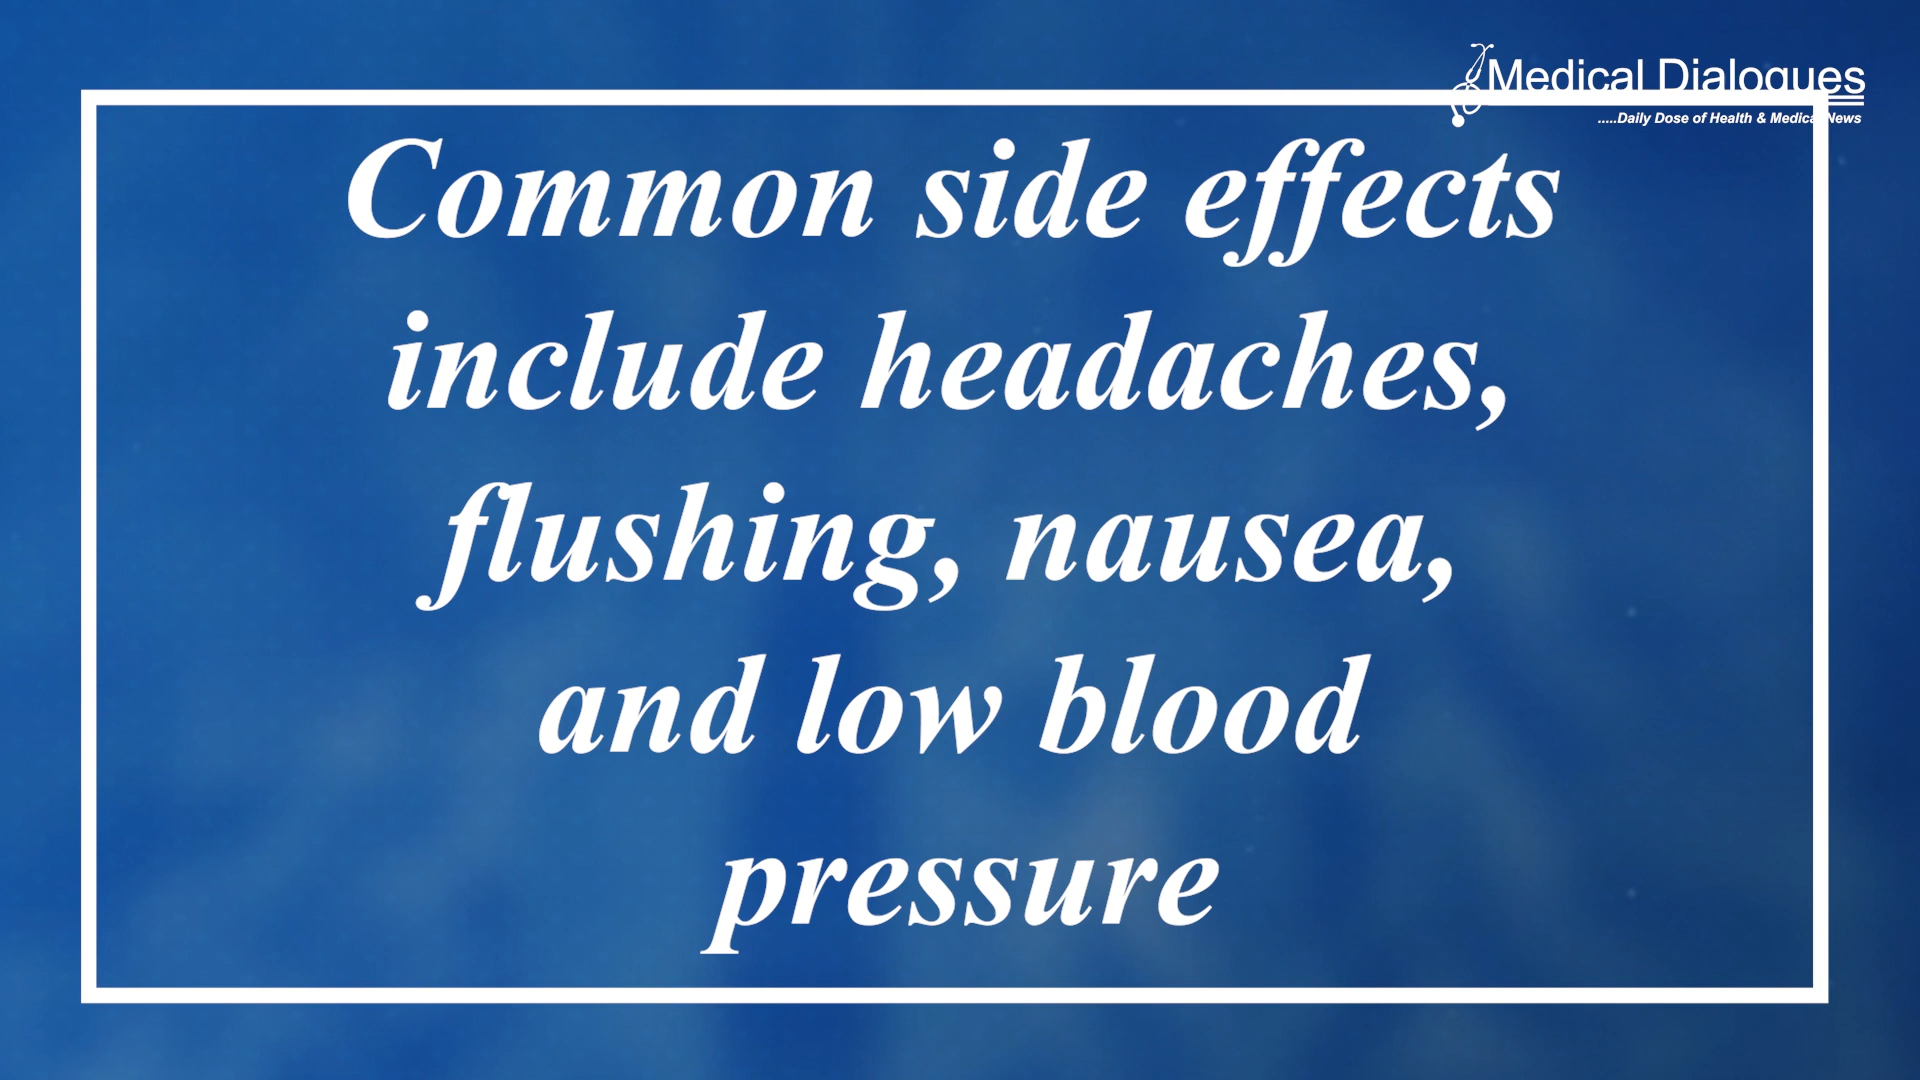 Medical Dialogues
.....Daily Dose of Health & Medical News
Common side effects
include headaches,
flushing, nausea,
and low blood
pressure